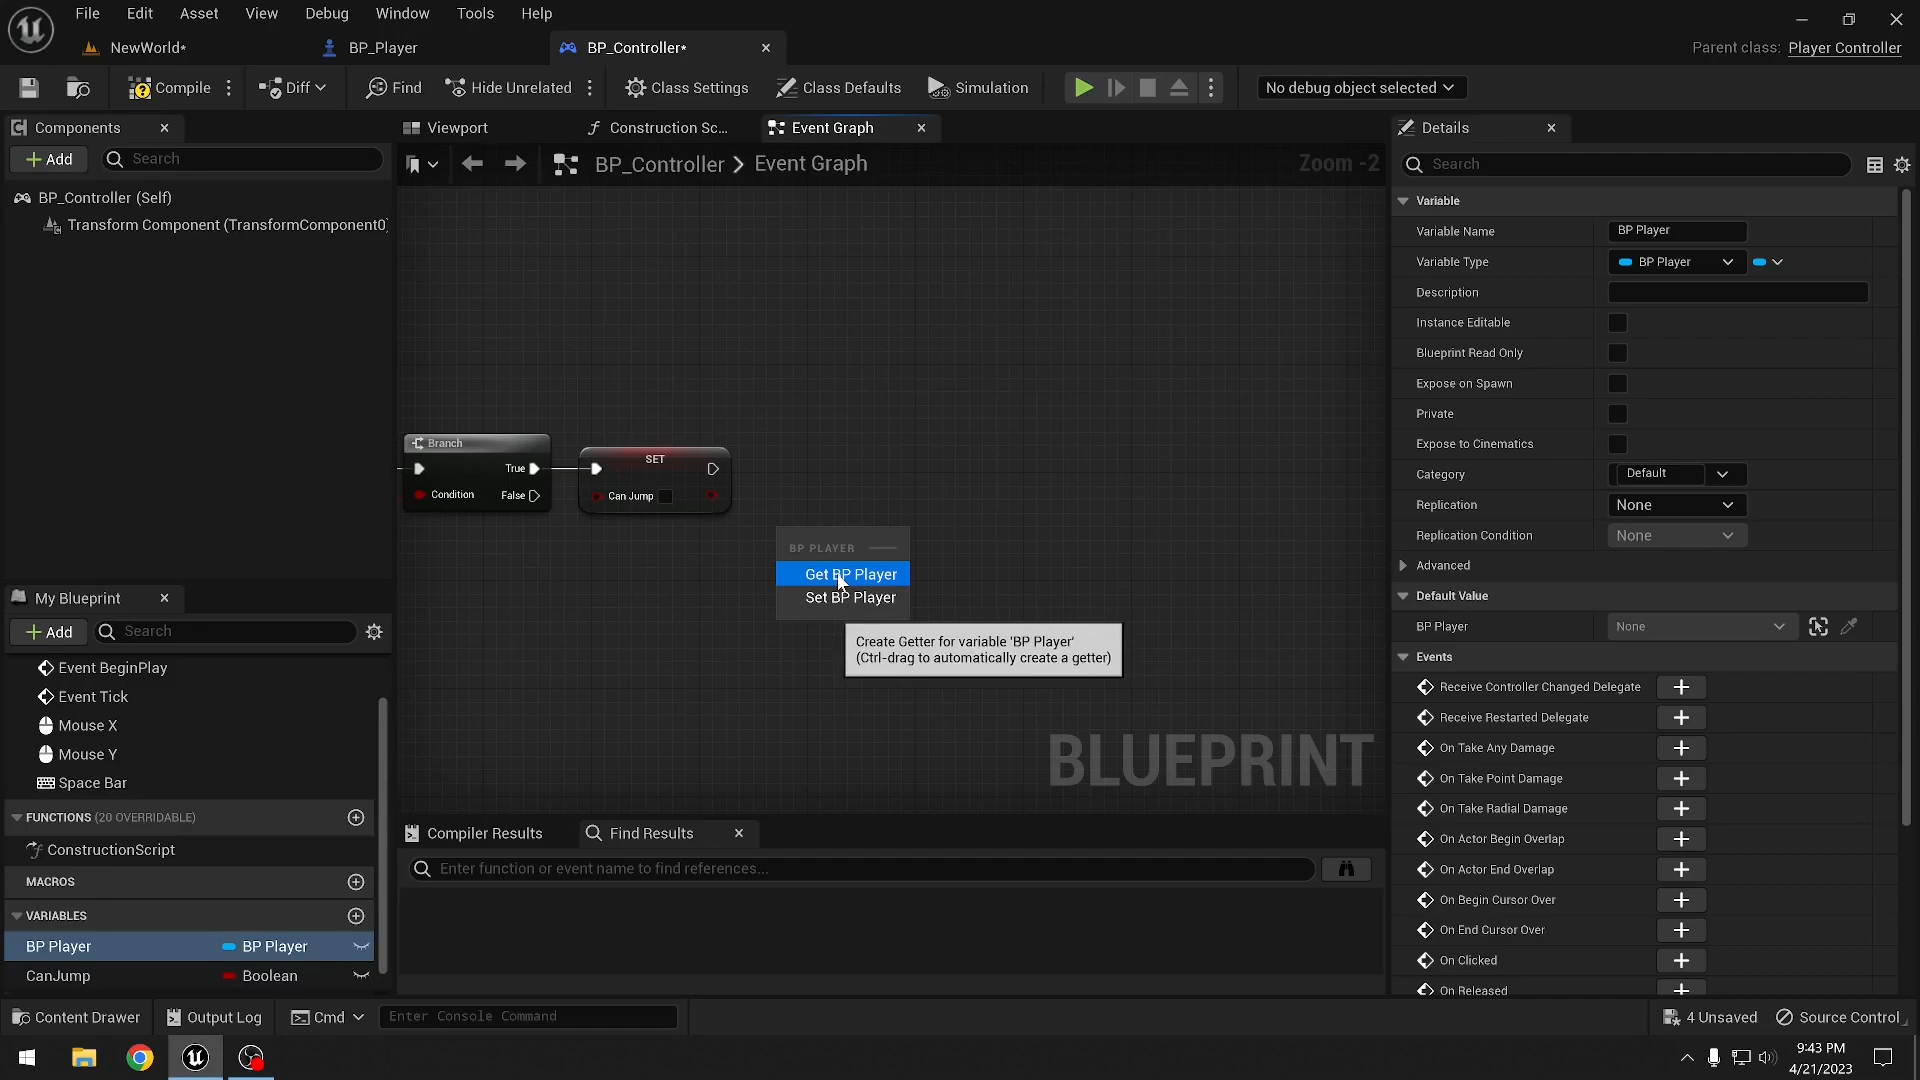 File Edit Asset View Debug Window Tools Help
NewWorld* BP_Player BP_Controller*
Parent class: Player Controller
Compile Diff Find Hide Unrelated Class Settings Class Defaults Simulation No debug object selected
Components
Add Search
BP_Controller (Self)
Transform Component (TransformComponent0)
Viewport Construction Sc... Event Graph
BP_Controller > Event Graph
Zoom -2
Branch
True
Condition False
SET
Can Jump
BP PLAYER
Get BP Player
Set BP Player
Create Getter for variable 'BP Player'
(Ctrl-drag to automatically create a getter)
BLUEPRINT
My Blueprint
Add Search
Event BeginPlay
Event Tick
Mouse X
Mouse Y
Space Bar
FUNCTIONS (20 OVERRIDABLE)
ConstructionScript
MACROS
VARIABLES
BP Player BP Player
CanJump Boolean
Compiler Results Find Results
Enter function or event name to find references...
Details
Search
Variable
Variable Name BP Player
Variable Type BP Player
Description
Instance Editable
Blueprint Read Only
Expose on Spawn
Private
Expose to Cinematics
Category Default
Replication None
Replication Condition None
Advanced
Default Value
BP Player None
Events
Receive Controller Changed Delegate
Receive Restarted Delegate
On Take Any Damage
On Take Point Damage
On Take Radial Damage
On Actor Begin Overlap
On Actor End Overlap
On Begin Cursor Over
On End Cursor Over
On Clicked
On Released
Content Drawer Output Log Cmd Enter Console Command 4 Unsaved Source Control
9:43 PM
4/21/2023